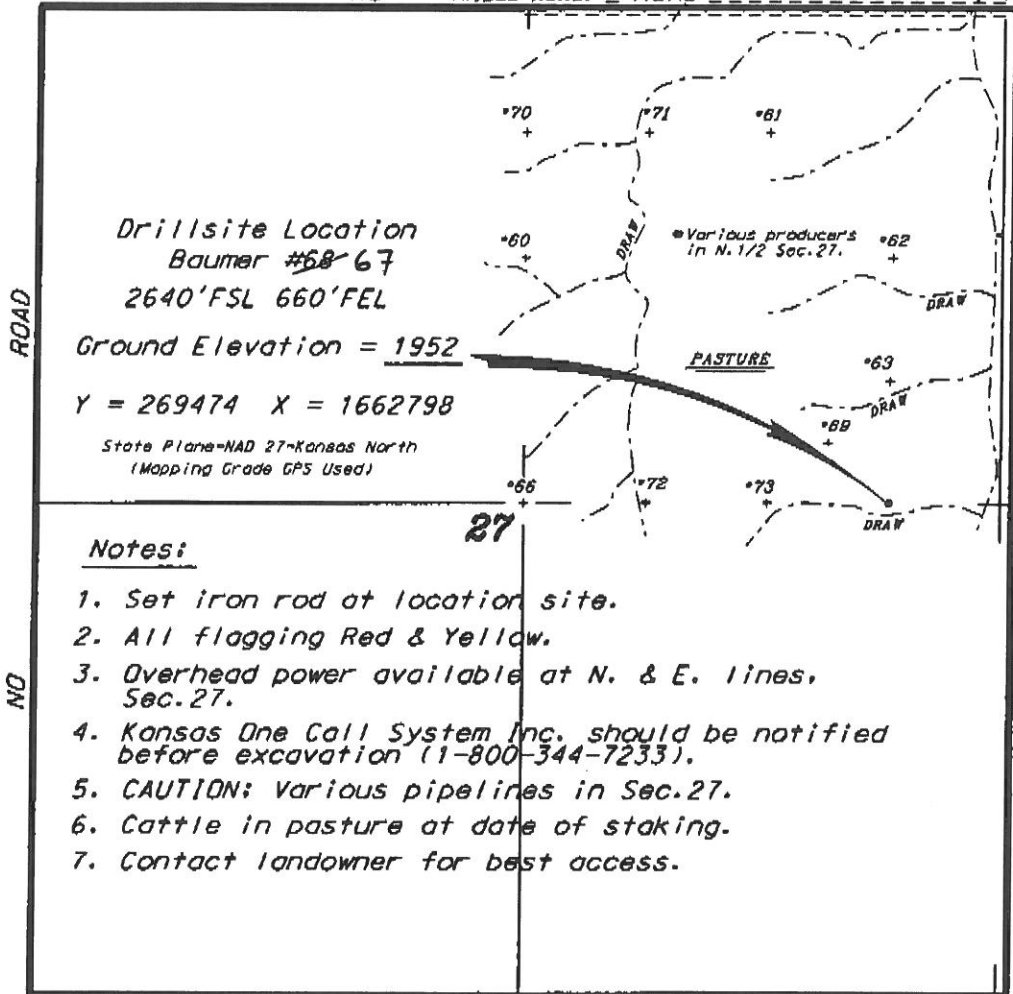 *70
*71
*61
Drillsite Location
Baumer #68 67
2640'FSL 660'FEL
*60
DRAW
*Various producers
in N.1/2 Sec.27.
*62
DRAW
ROAD
Ground Elevation = 1952
PASTURE
*63
DRAW
Y = 269474 X = 1662798
State Plane-NAD 27-Kansas North
(Mapping Grade GPS Used)
*69
*66
*72
*73
27
DRAW
Notes:
1. Set iron rod at location site.
2. All flagging Red & Yellow.
3. Overhead power available at N. & E. lines,
Sec.27.
NO
4. Kansas One Call System Inc. should be notified
before excavation (1-800-344-7233).
5. CAUTION: Various pipelines in Sec.27.
6. Cattle in pasture at date of staking.
7. Contact landowner for best access.